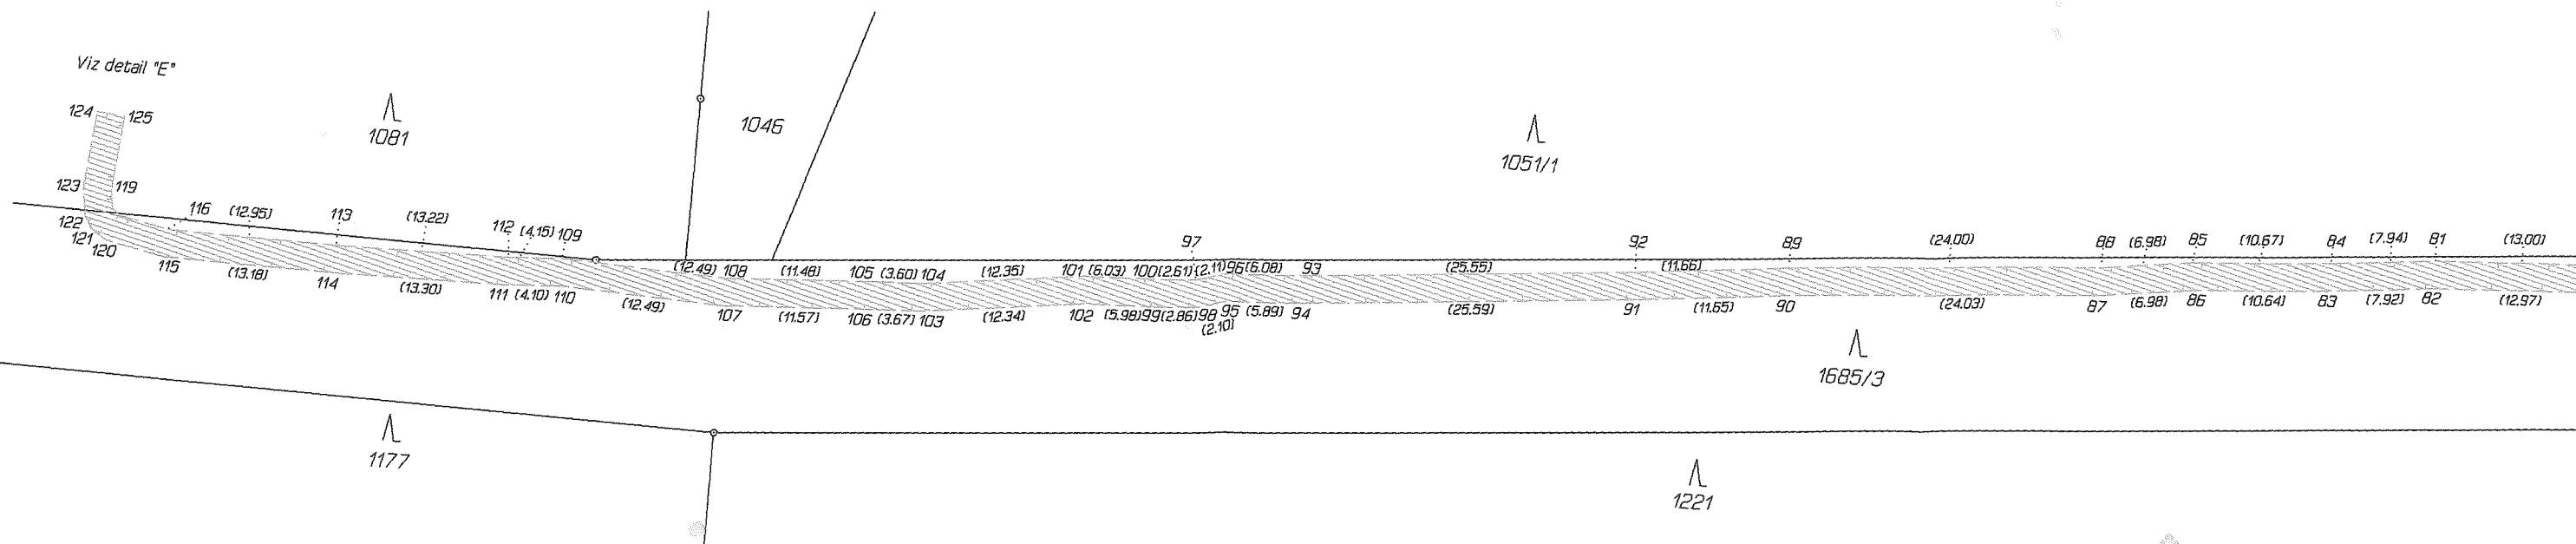 Viz detail "E"
124 125
1081
1046
1051/1
123 119
116 (12.95) 113 (13.22) 112 (4.15) 109
122
121
120
115 (13.18) 114 (13.30) 111 (4.10) 110 (12.49)
97 92 89 (24.00) 88 (6.98) 85 (10.67) 84 (7.94) 81 (13.00)
(12.49) 108 (11.48) 105 (3.60) 104 (12.35) 101 (6.03) 100 (2.61) (2.11) 96 (6.08) 93 (25.55) (11.66)
107 (11.57) 106 (3.67) 103 (12.34) 102 (5.98) 99 (2.86) 98 95 (5.89) 94 (25.59) 91 (11.65) 90 (24.03) 87 (6.98) 86 (10.64) 83 (7.92) 82 (12.97)
(2.10)
1685/3
1177
1221